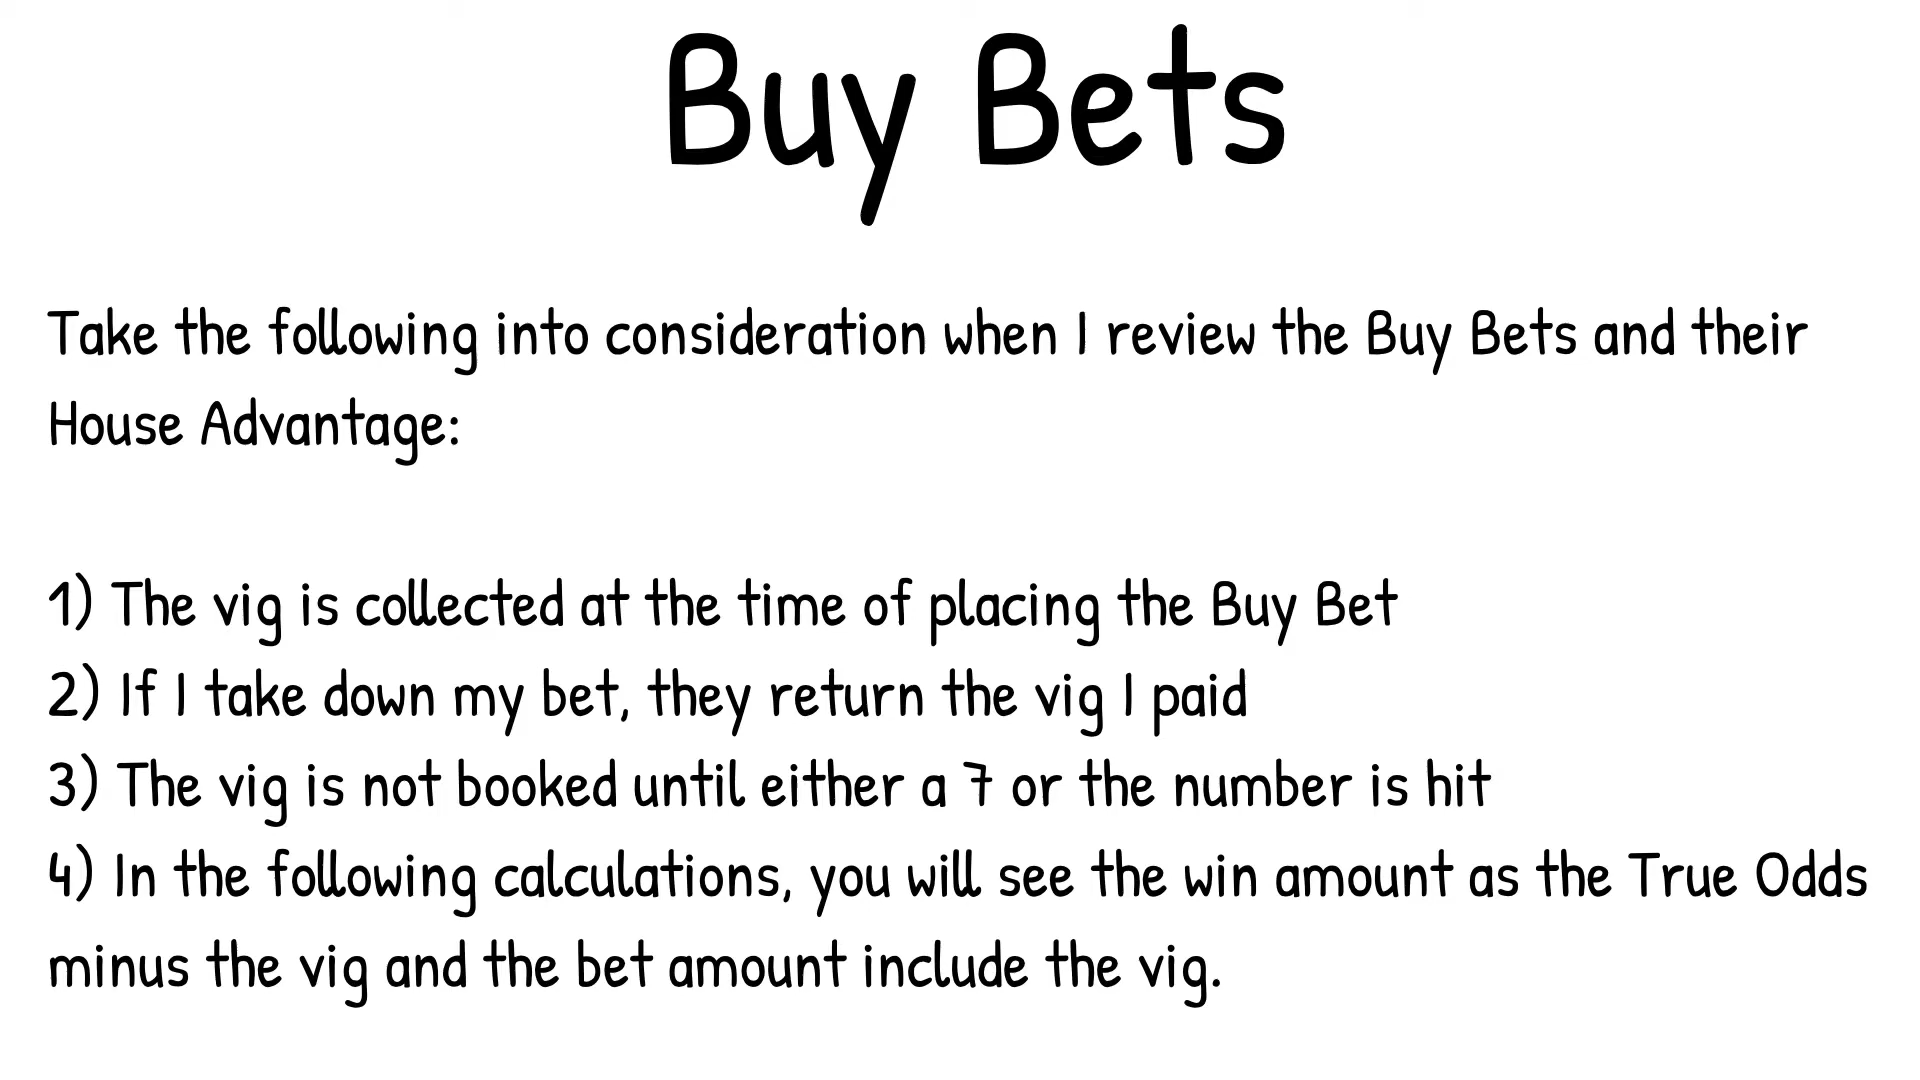 Buy Bets
Take the following into consideration when I review the Buy Bets and their
House Advantage:
1) The vig is collected at the time of placing the Buy Bet
2) If I take down my bet, they return the vig I paid
3) The vig is not booked until either a 7 or the number is hit
4) In the following calculations, you will see the win amount as the True Odds
minus the vig and the bet amount include the vig.